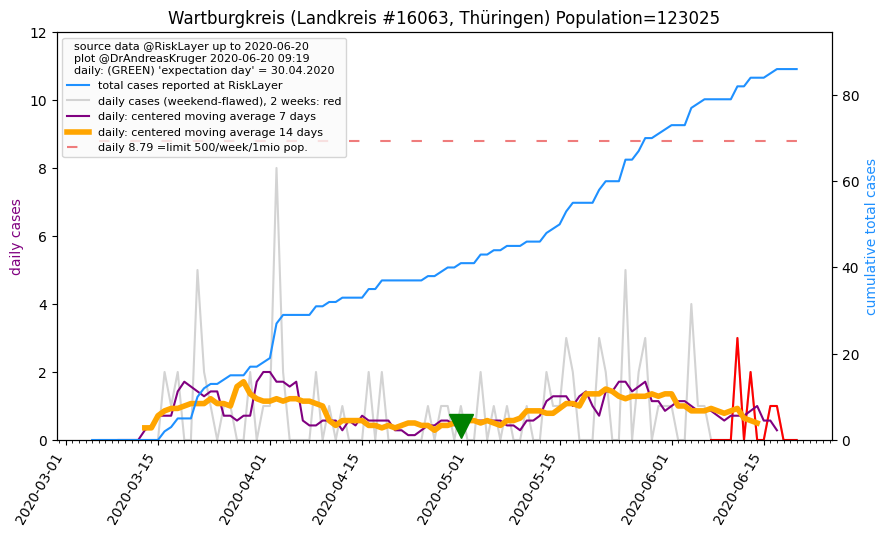 Wartburgkreis (Landkreis #16063, Thüringen) Population=123025
12
10
8
6
4
2
0
daily cases
source data @RiskLayer up to 2020-06-20
plot @DrAndreasKruger 2020-06-20 09:19
daily: (GREEN) 'expectation day' = 30.04.2020
total cases reported at RiskLayer
daily cases (weekend-flawed), 2 weeks: red
daily: centered moving average 7 days
daily: centered moving average 14 days
daily 8.79 =limit 500/week/1mio pop.
80
60
40
20
0
cumulative total cases
2020-03-01
2020-03-15
2020-04-01
2020-04-15
2020-05-01
2020-05-15
2020-06-01
2020-06-15